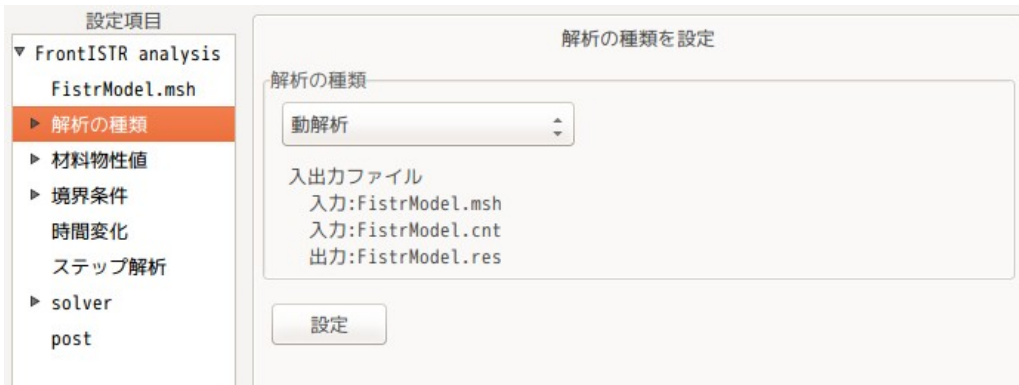 設定項目
FrontISTR analysis
FistrModel.msh
解析の種類
材料物性値
境界条件
時間変化
ステップ解析
solver
post
解析の種類を設定
解析の種類
動解析
入出力ファイル
入力:FistrModel.msh
入力:FistrModel.cnt
出力:FistrModel.res
設定